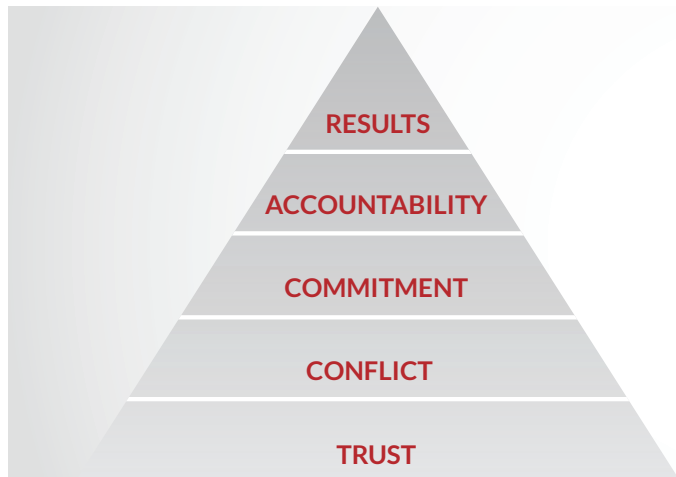 RESULTS
ACCOUNTABILITY
COMMITMENT
CONFLICT
TRUST